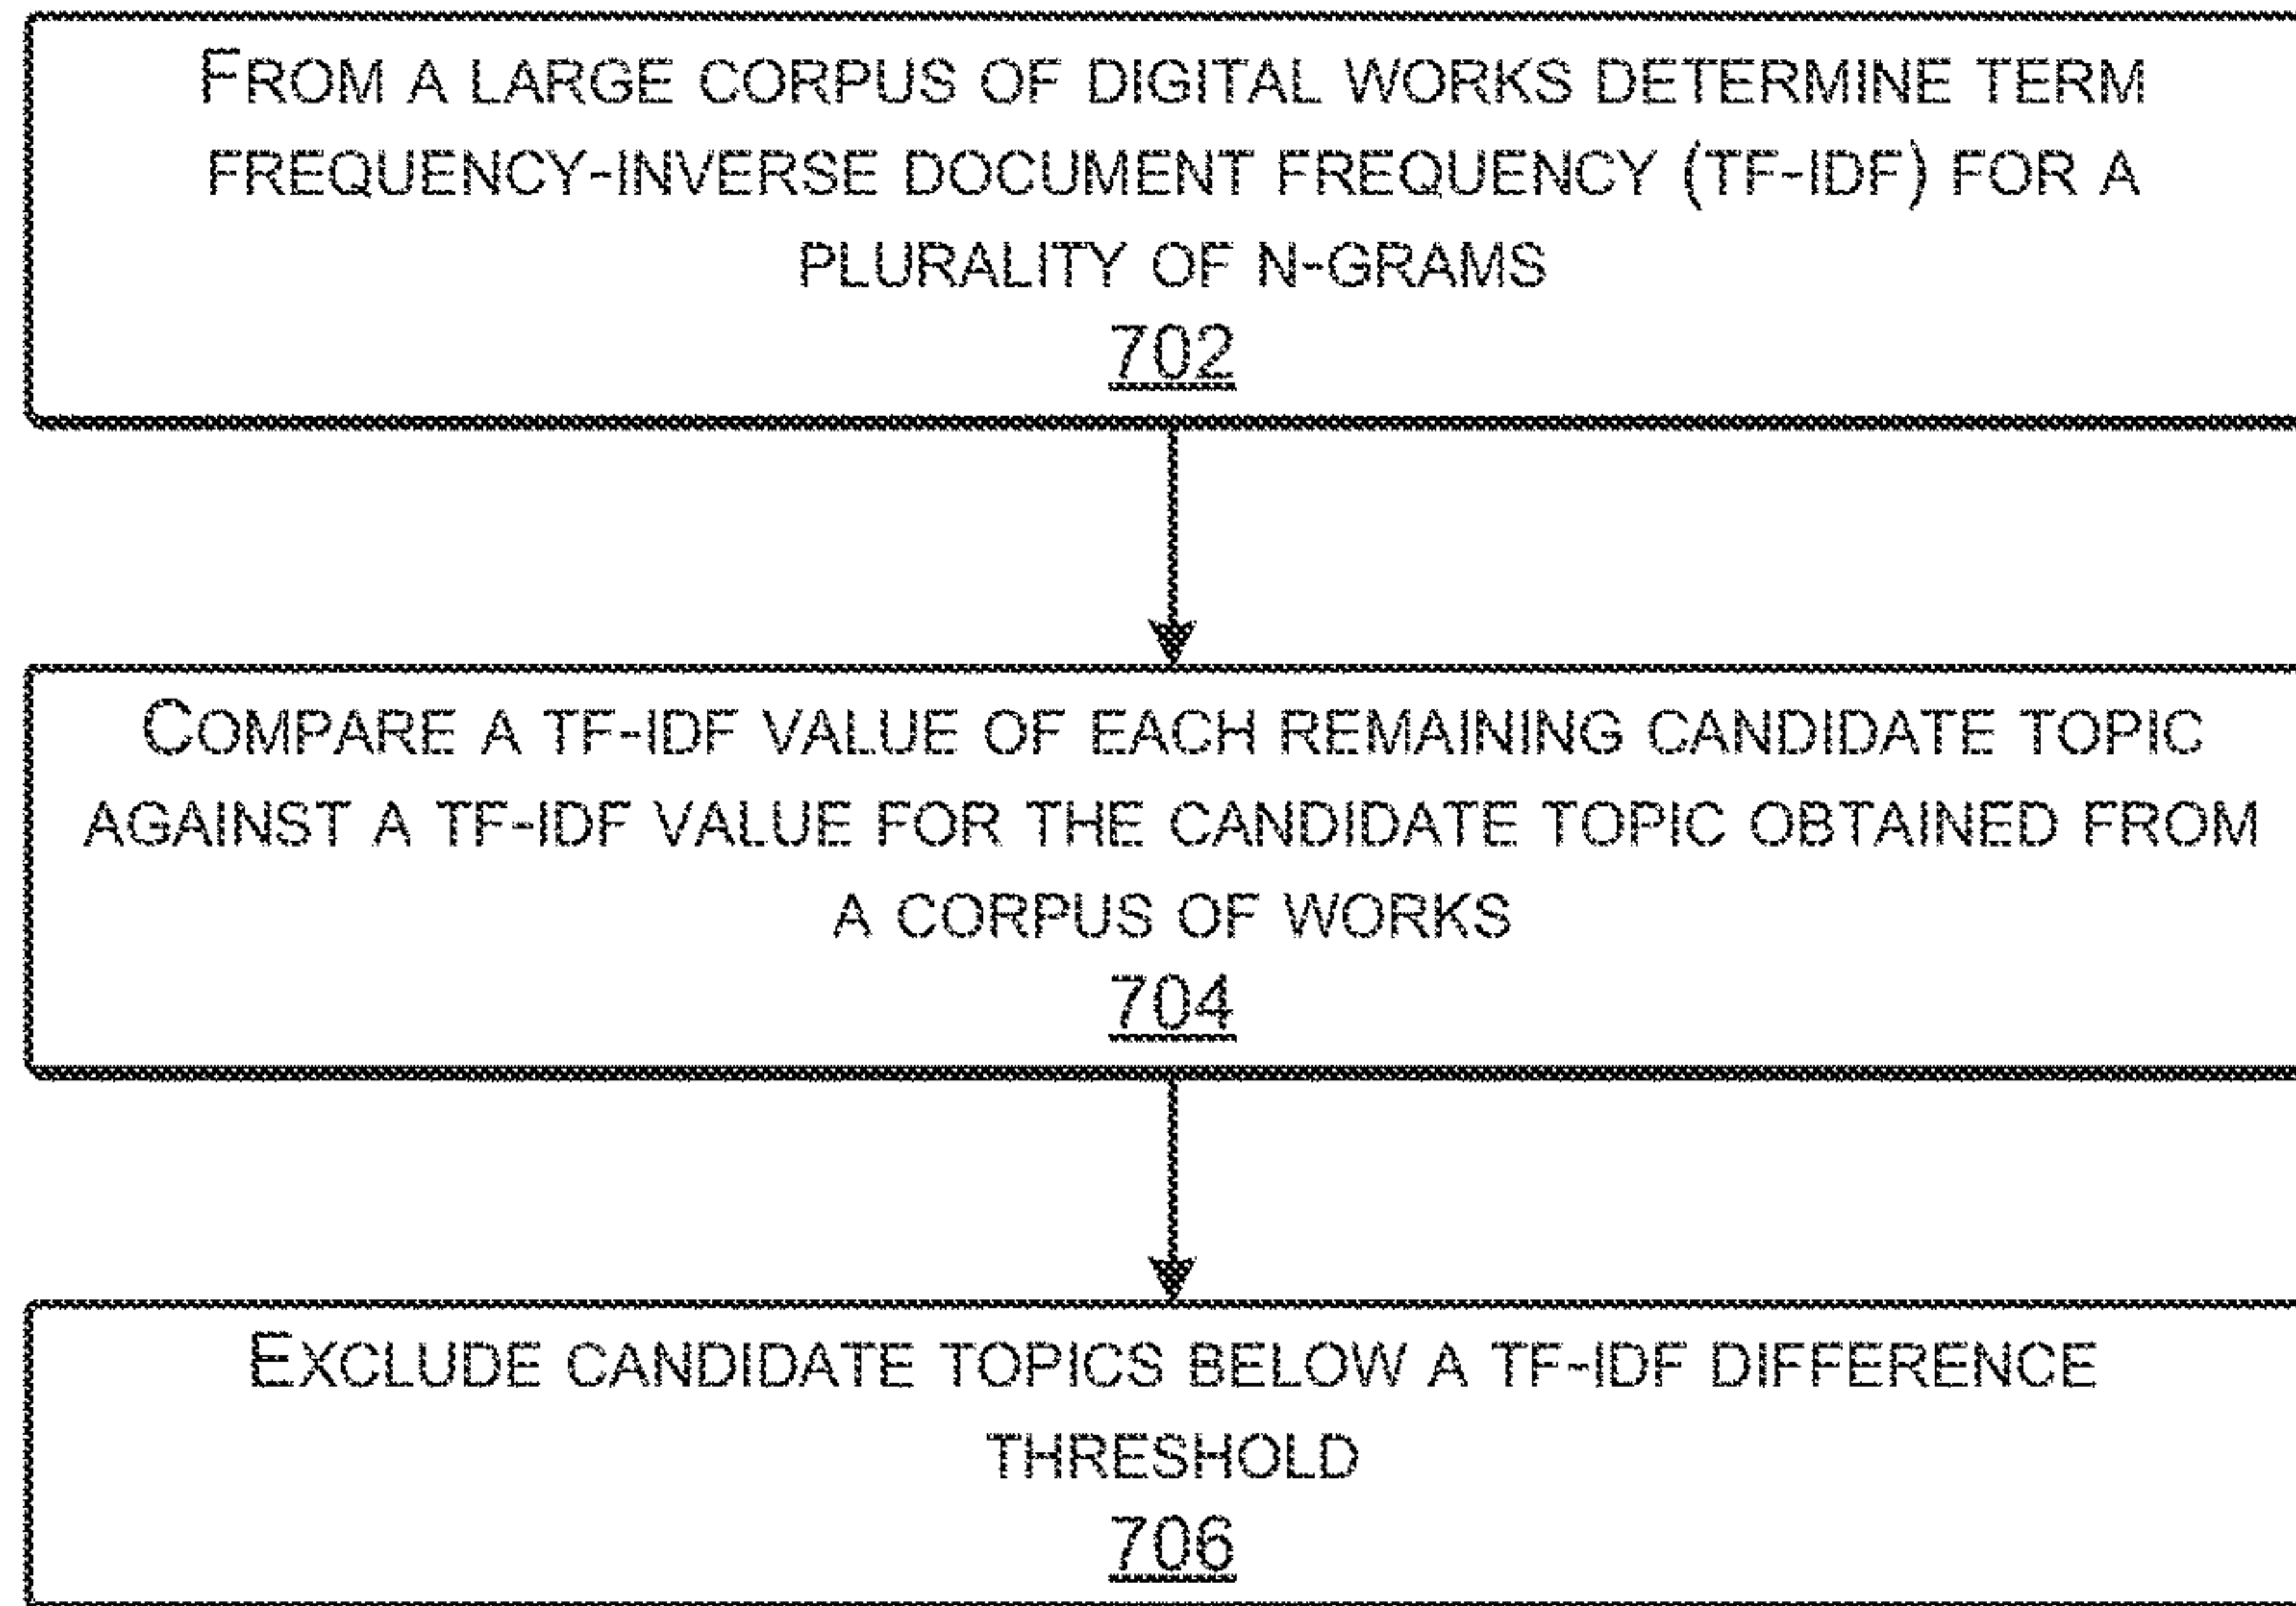 FROM A LARGE CORPUS OF DIGITAL WORKS DETERMINE TERM
FREQUENCY-INVERSE DOCUMENT FREQUENCY (TF-IDF) FOR A
PLURALITY OF N-GRAMS
702
COMPARE A TF-IDF VALUE OF EACH REMAINING CANDIDATE TOPIC
AGAINST A TF-IDF VALUE FOR THE CANDIDATE TOPIC OBTAINED FROM
A CORPUS OF WORKS
704
EXCLUDE CANDIDATE TOPICS BELOW A TF-IDF DIFFERENCE
THRESHOLD
706